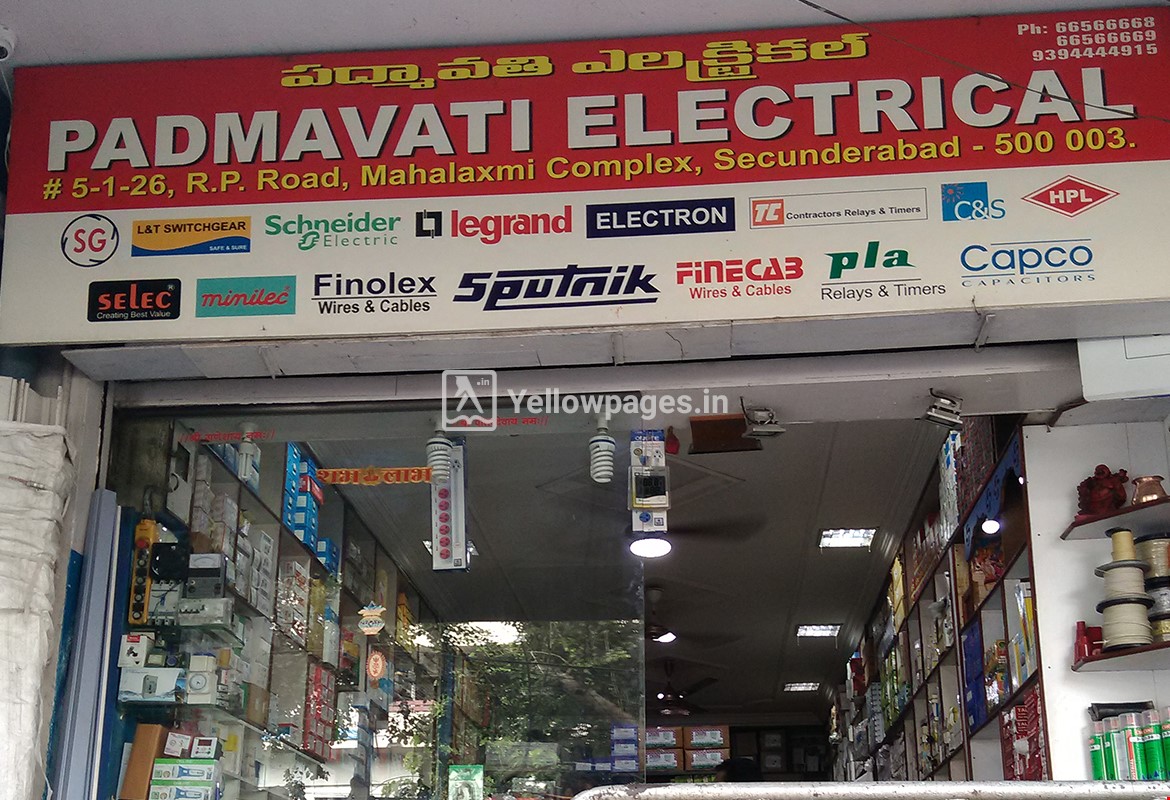 Ph: 66566668
66566669
9394444915
పద్మావతి ఎలక్ట్రికల్
PADMAVATI ELECTRICAL
# 5-1-26, R.P. Road, Mahalaxmi Complex, Secunderabad - 500 003.
SG L&T SWITCHGEAR SAFE & SURE Schneider Electric legrand ELECTRON TC Contractors Relays & Timers C&S HPL
SELEC Creating Best Value minilec Finolex Wires & Cables Sputnik FINECAB Wires & Cables pla Relays & Timers Capco CAPACITORS
.in Yellowpages.in
शुभ लाभ